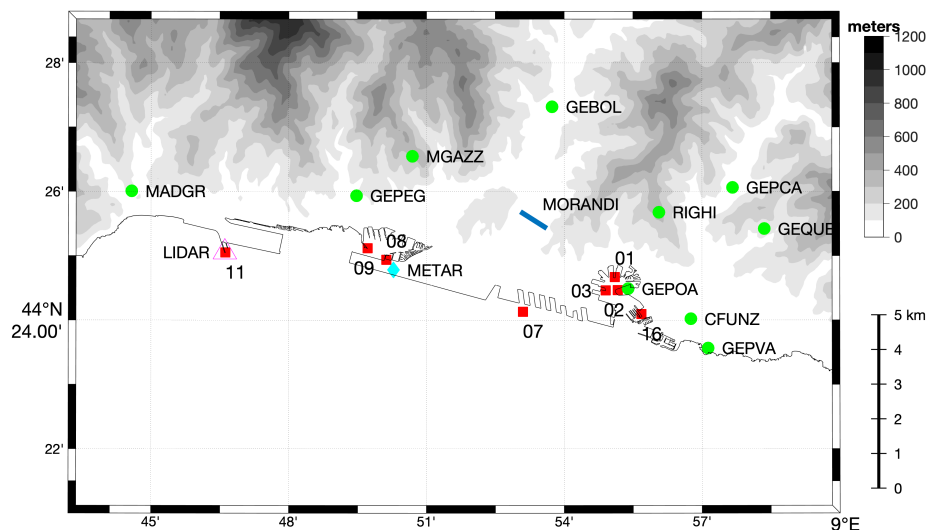 meters
1200
1000
800
600
400
200
0
28'
26'
44°N
24.00'
22'
GEBOL
MGAZZ
MADGR
GEPEG
MORANDI
GEPCA
RIGHI
GEQUE
LIDAR
11
08
09
METAR
01
03
GEPOA
02
07
16
CFUNZ
GEPVA
5 km
4
3
2
1
0
45'
48'
51'
54'
57'
9°E